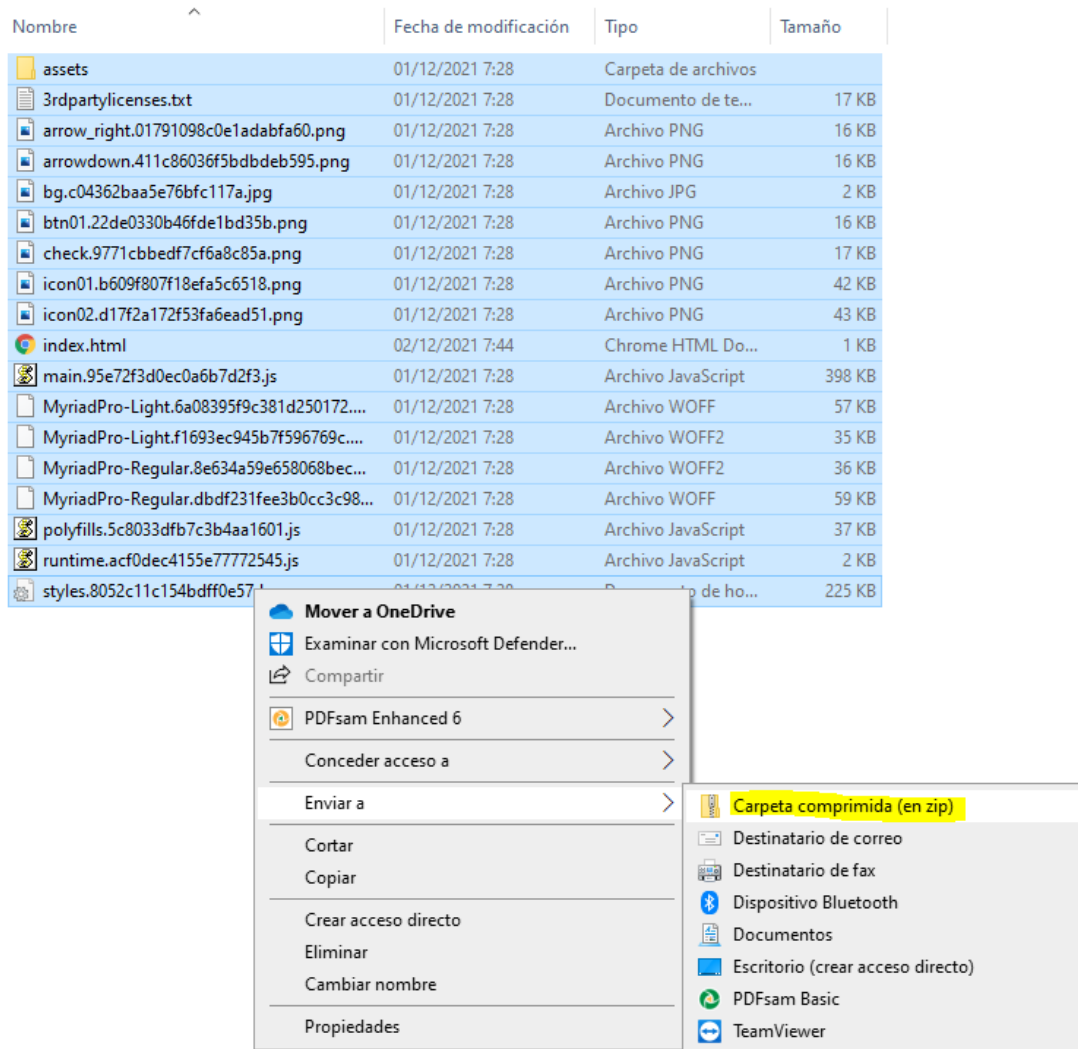 Nombre Fecha de modificación Tipo Tamaño
assets 01/12/2021 7:28 Carpeta de archivos
3rdpartylicenses.txt 01/12/2021 7:28 Documento de te... 17 KB
arrow_right.01791098c0e1adabfa60.png 01/12/2021 7:28 Archivo PNG 16 KB
arrowdown.411c86036f5bdbdeb595.png 01/12/2021 7:28 Archivo PNG 16 KB
bg.c04362baa5e76bfc117a.jpg 01/12/2021 7:28 Archivo JPG 2 KB
btn01.22de0330b46fde1bd35b.png 01/12/2021 7:28 Archivo PNG 16 KB
check.9771cbbedf7cf6a8c85a.png 01/12/2021 7:28 Archivo PNG 17 KB
icon01.b609f807f18efa5c6518.png 01/12/2021 7:28 Archivo PNG 42 KB
icon02.d17f2a172f53fa6ead51.png 01/12/2021 7:28 Archivo PNG 43 KB
index.html 02/12/2021 7:44 Chrome HTML Do... 1 KB
main.95e72f3d0ec0a6b7d2f3.js 01/12/2021 7:28 Archivo JavaScript 398 KB
MyriadPro-Light.6a08395f9c381d250172.... 01/12/2021 7:28 Archivo WOFF 57 KB
MyriadPro-Light.f1693ec945b7f596769c.... 01/12/2021 7:28 Archivo WOFF2 35 KB
MyriadPro-Regular.8e634a59e658068bec... 01/12/2021 7:28 Archivo WOFF2 36 KB
MyriadPro-Regular.dbdf231fee3b0cc3c98... 01/12/2021 7:28 Archivo WOFF 59 KB
polyfills.5c8033dfb7c3b4aa1601.js 01/12/2021 7:28 Archivo JavaScript 37 KB
runtime.acf0dec4155e77772545.js 01/12/2021 7:28 Archivo JavaScript 2 KB
styles.8052c11c154bdff0e57 de ho... 225 KB
Mover a OneDrive
Examinar con Microsoft Defender...
Compartir
PDFsam Enhanced 6
Conceder acceso a
Enviar a
Cortar
Copiar
Crear acceso directo
Eliminar
Cambiar nombre
Propiedades
Carpeta comprimida (en zip)
Destinatario de correo
Destinatario de fax
Dispositivo Bluetooth
Documentos
Escritorio (crear acceso directo)
PDFsam Basic
TeamViewer